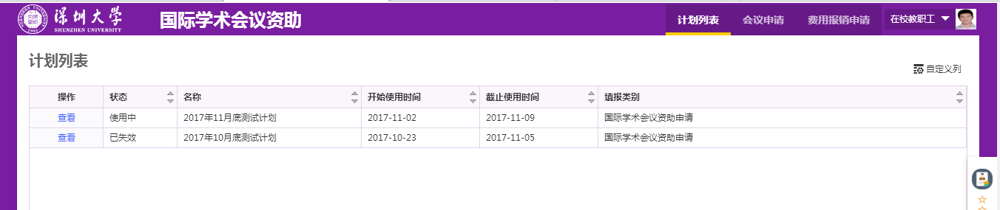 深圳大学
SHENZHEN UNIVERSITY
国际学术会议资助
计划列表 会议申请 费用报销申请 在校教职工
计划列表
自定义列
操作 状态 名称 开始使用时间 截止使用时间 填报类别
查看 使用中 2017年11月底测试计划 2017-11-02 2017-11-09 国际学术会议资助申请
查看 已失效 2017年10月底测试计划 2017-10-23 2017-11-05 国际学术会议资助申请